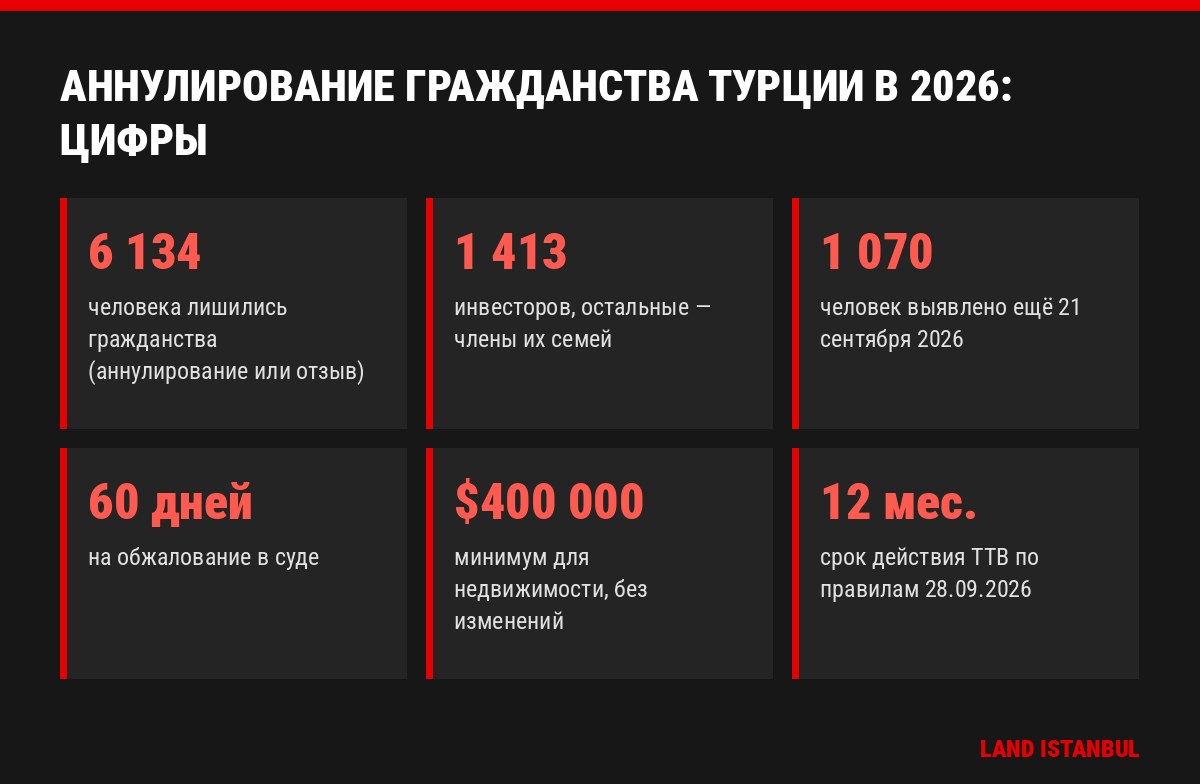 АННУЛИРОВАНИЕ ГРАЖДАНСТВА ТУРЦИИ В 2026:
ЦИФРЫ
6 134
человека лишились
гражданства
(аннулирование или отзыв)
1 413
инвесторов, остальные —
члены их семей
1 070
человек выявлено ещё 21
сентября 2026
60 дней
на обжалование в суде
$400 000
минимум для
недвижимости, без
изменений
12 мес.
срок действия ТТВ по
правилам 28.09.2026
LAND ISTANBUL